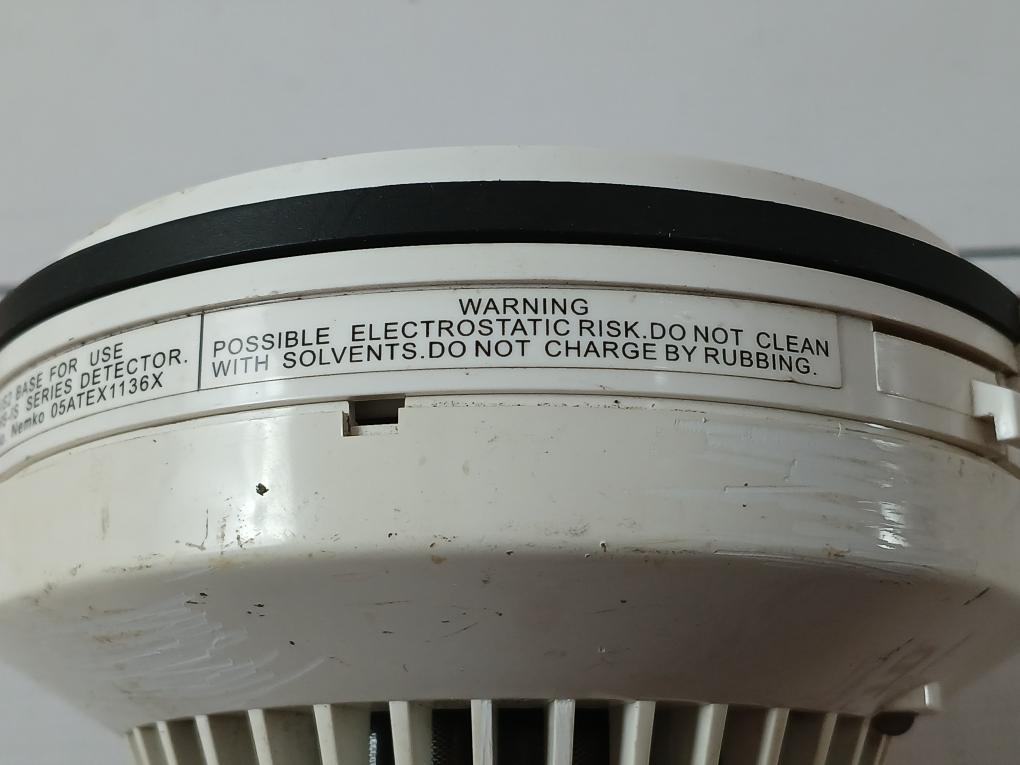 BASE FOR USE
SERIES DETECTOR.
Nemko 05ATEX1136X
WARNING
POSSIBLE ELECTROSTATIC RISK.DO NOT CLEAN
WITH SOLVENTS.DO NOT CHARGE BY RUBBING.